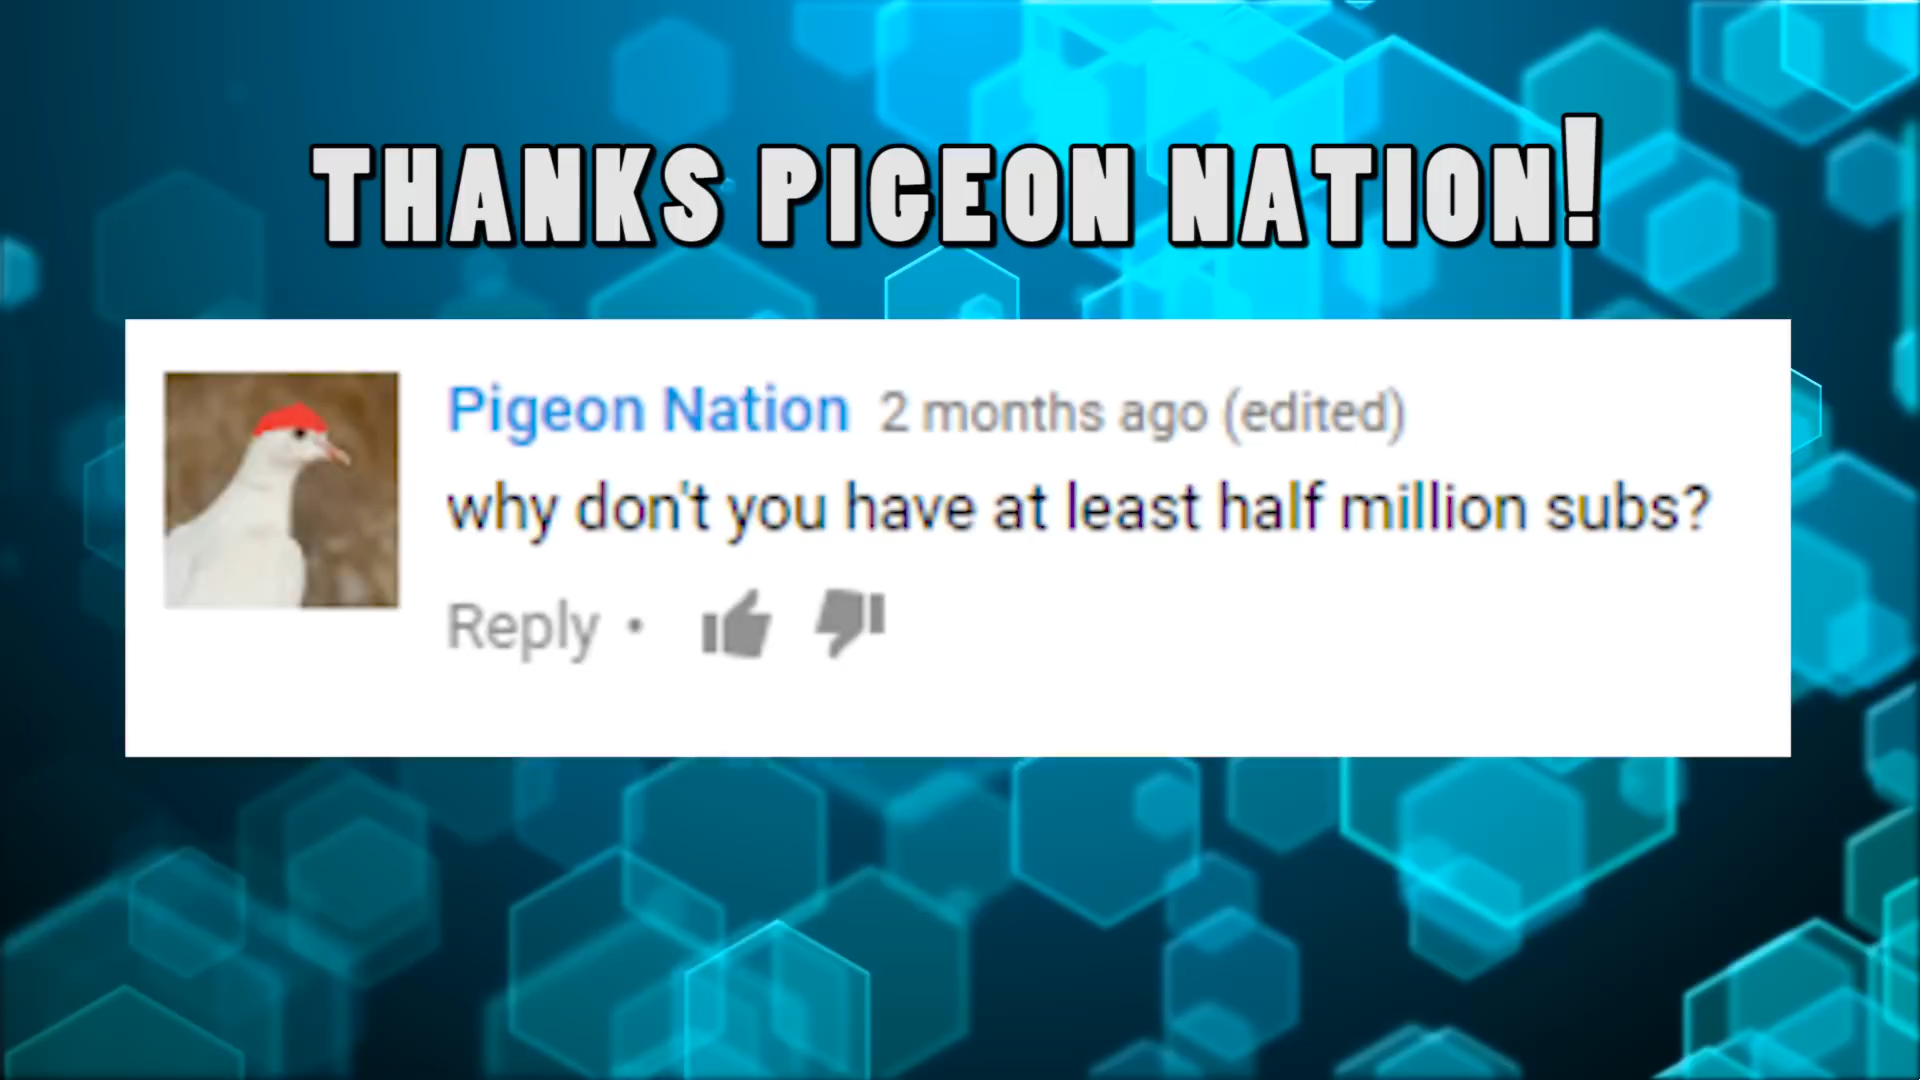 THANKS PIGEON NATION!
Pigeon Nation 2 months ago (edited)
why don't you have at least half million subs?
Reply •